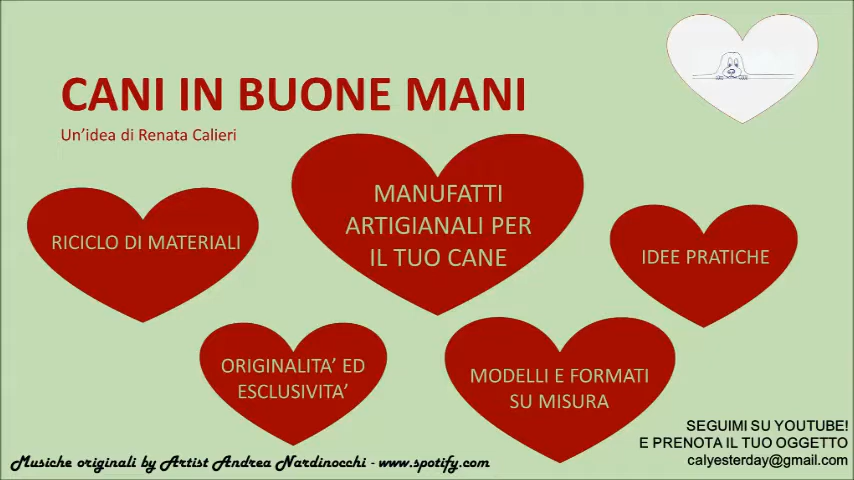 CANI IN BUONE MANI
Un'idea di Renata Calieri
MANUFATTI
ARTIGIANALI PER
IL TUO CANE
RICICLO DI MATERIALI
IDEE PRATICHE
ORIGINALITA' ED
ESCLUSIVITA'
MODELLI E FORMATI
SU MISURA
SEGUIMI SU YOUTUBE!
E PRENOTA IL TUO OGGETTO
calyesterday@gmail.com
Musiche originali by Artist Andrea Nardinocchi - www.spotify.com